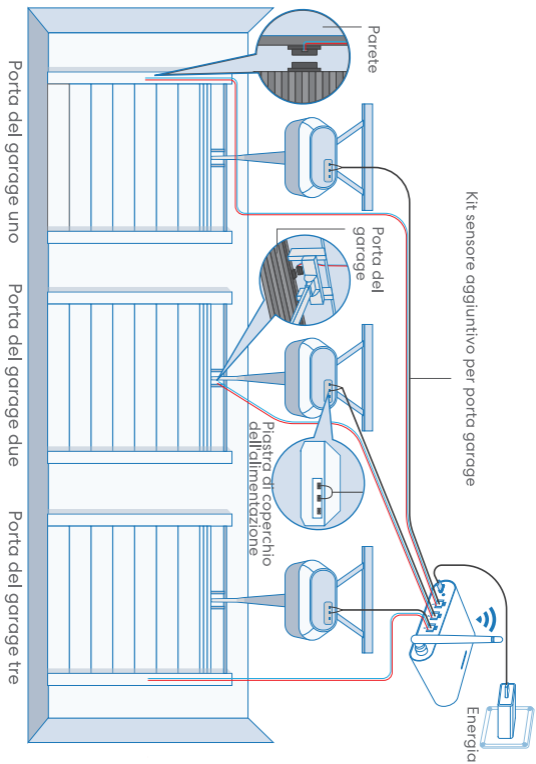 Kit sensore aggiuntivo per porta garage
Energia
Parete
Porta del
garage
Piastra di coperchio
dell'alimentazione
Porta del garage uno
Porta del garage due
Porta del garage tre